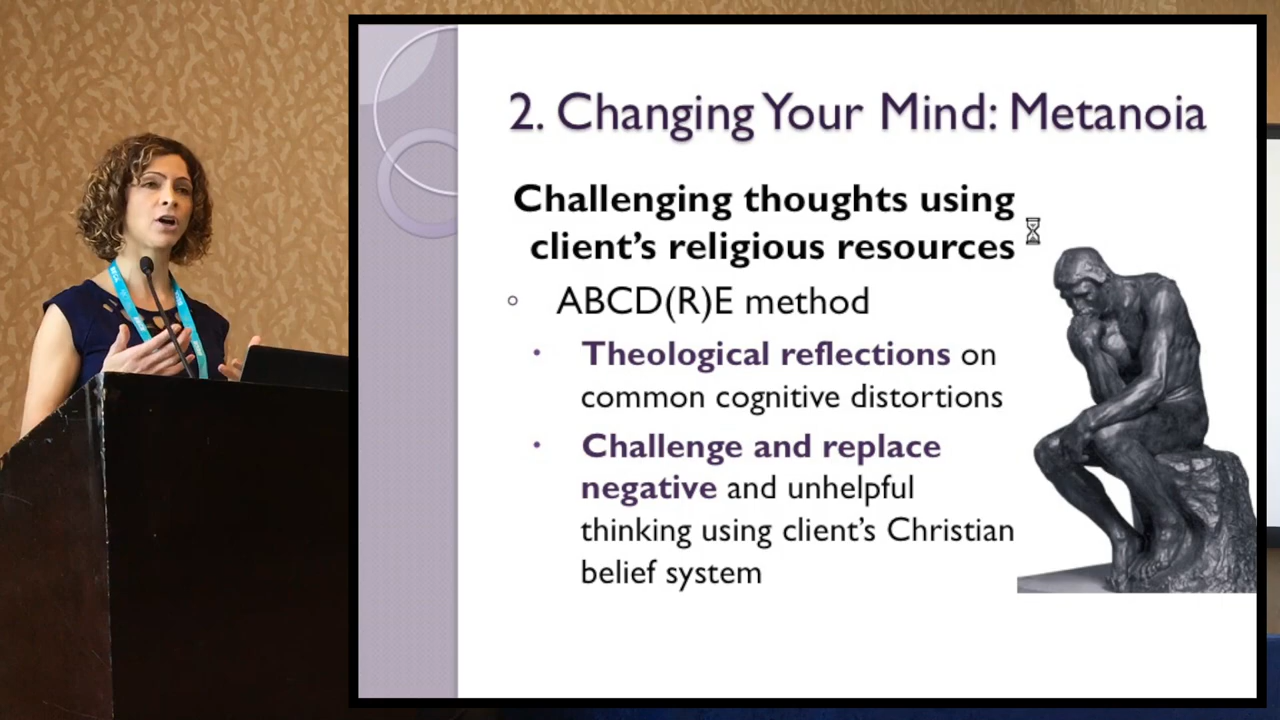 2. Changing Your Mind: Metanoia
Challenging thoughts using
client’s religious resources
◦ ABCD(R)E method
• Theological reflections on
common cognitive distortions
• Challenge and replace
negative and unhelpful
thinking using client’s Christian
belief system